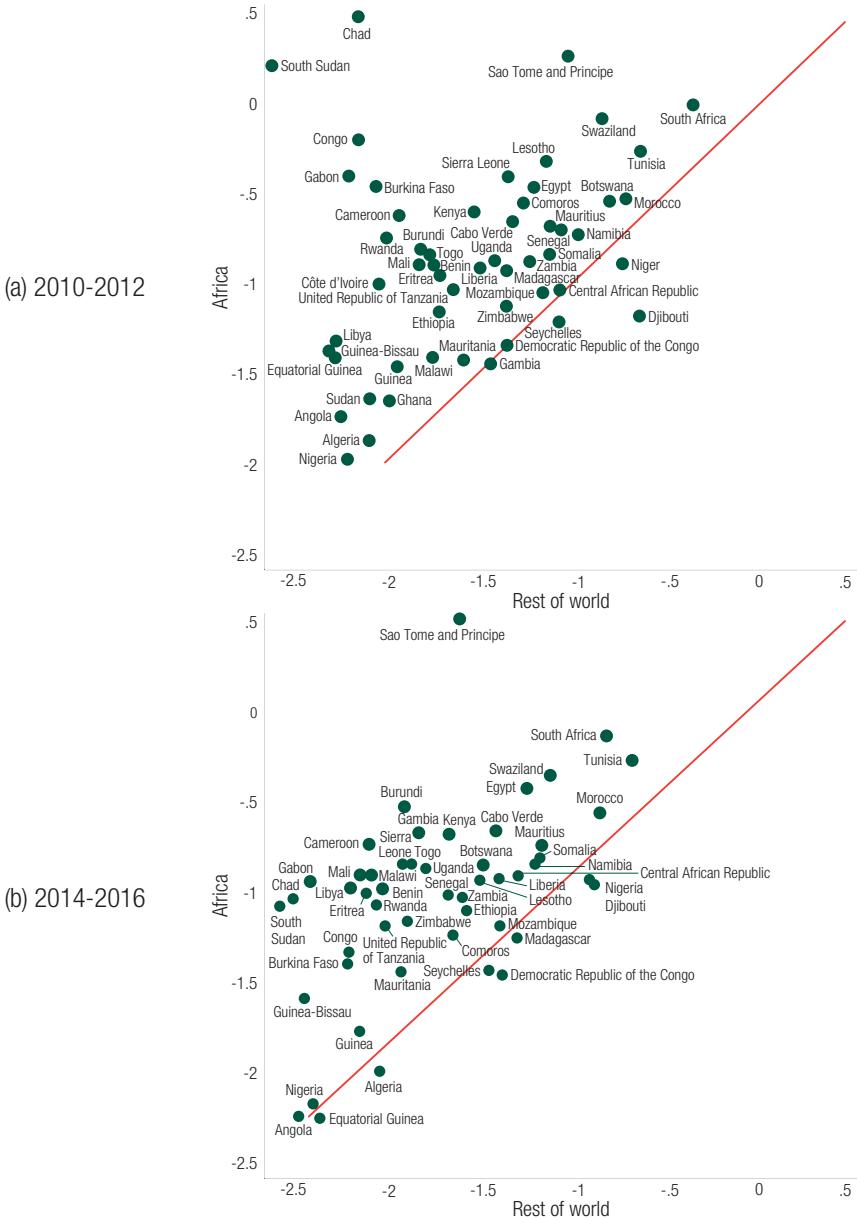 .5
Chad
South Sudan
Sao Tome and Principe
0
South Africa
Swaziland
Congo
Lesotho
Tunisia
Sierra Leone
Gabon
Burkina Faso
Egypt
Botswana
-.5
Comoros
Morocco
Cameroon
Kenya
Mauritius
Burundi
Cabo Verde
Namibia
Rwanda
Togo
Uganda
Senegal
Somalia
Mali
Benin
Zambia
Niger
Eritrea
Liberia
Madagascar
(a) 2010-2012
Africa
-1
Côte d'Ivoire
United Republic of Tanzania
Mozambique
Central African Republic
Ethiopia
Zimbabwe
Djibouti
Seychelles
Libya
Mauritania
Democratic Republic of the Congo
Guinea-Bissau
Equatorial Guinea
Guinea
Malawi
Gambia
-1.5
Sudan
Ghana
Angola
Algeria
Nigeria
-2
-2.5
-2.5
-2
-1.5
-1
0
.5
Rest of world
.5
Sao Tome and Principe
0
South Africa
Tunisia
Swaziland
Egypt
Burundi
Morocco
-.5
Gambia
Kenya
Cabo Verde
Sierra
Leone
Mauritius
Cameroon
Togo
Botswana
Somalia
Gabon
Mali
Malawi
Uganda
Namibia
Central African Republic
Chad
Libya
Benin
Senegal
Liberia
Nigeria
(b) 2014-2016
Africa
-1
Eritrea
Rwanda
Zambia
Lesotho
Djibouti
South
Sudan
Zimbabwe
Ethiopia
Mozambique
Congo
United Republic
of Tanzania
Comoros
Madagascar
Burkina Faso
Mauritania
Seychelles
Democratic Republic of the Congo
-1.5
Guinea-Bissau
Guinea
-2
Algeria
Nigeria
Angola
Equatorial Guinea
-2.5
-2.5
-2
-1.5
-1
0
.5
Rest of world